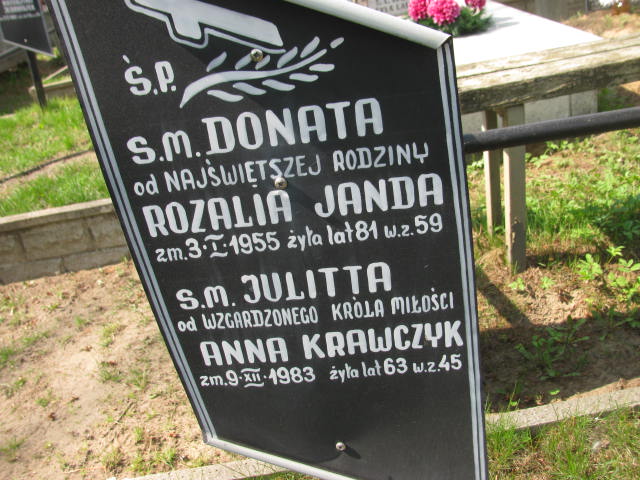 Ś.P.
S.M. DONATA
od NAJŚWIĘTSZEJ RODZINY
ROZALIA JANDA
zm. 3·I·1955 żyła lat 81 w.z. 59
S.M. JULITTA
od WZGARDZONEGO KRÓLA MIŁOŚCI
ANNA KRAWCZYK
zm. 9·XII·1983 żyła lat 63 w.z. 45